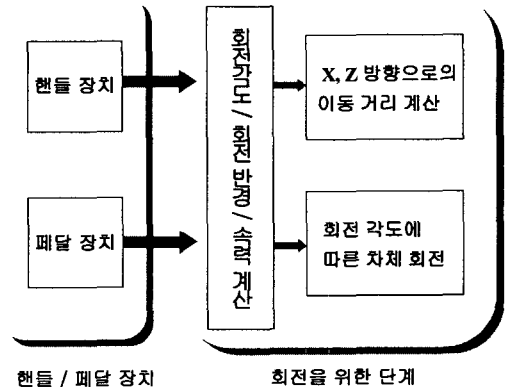 핸들 장치
페달 장치
회전각도 / 회전 반경 / 속력 계산
X, Z 방향으로의
이동 거리 계산
회전 각도에
따른 차체 회전
핸들 / 페달 장치
회전을 위한 단계